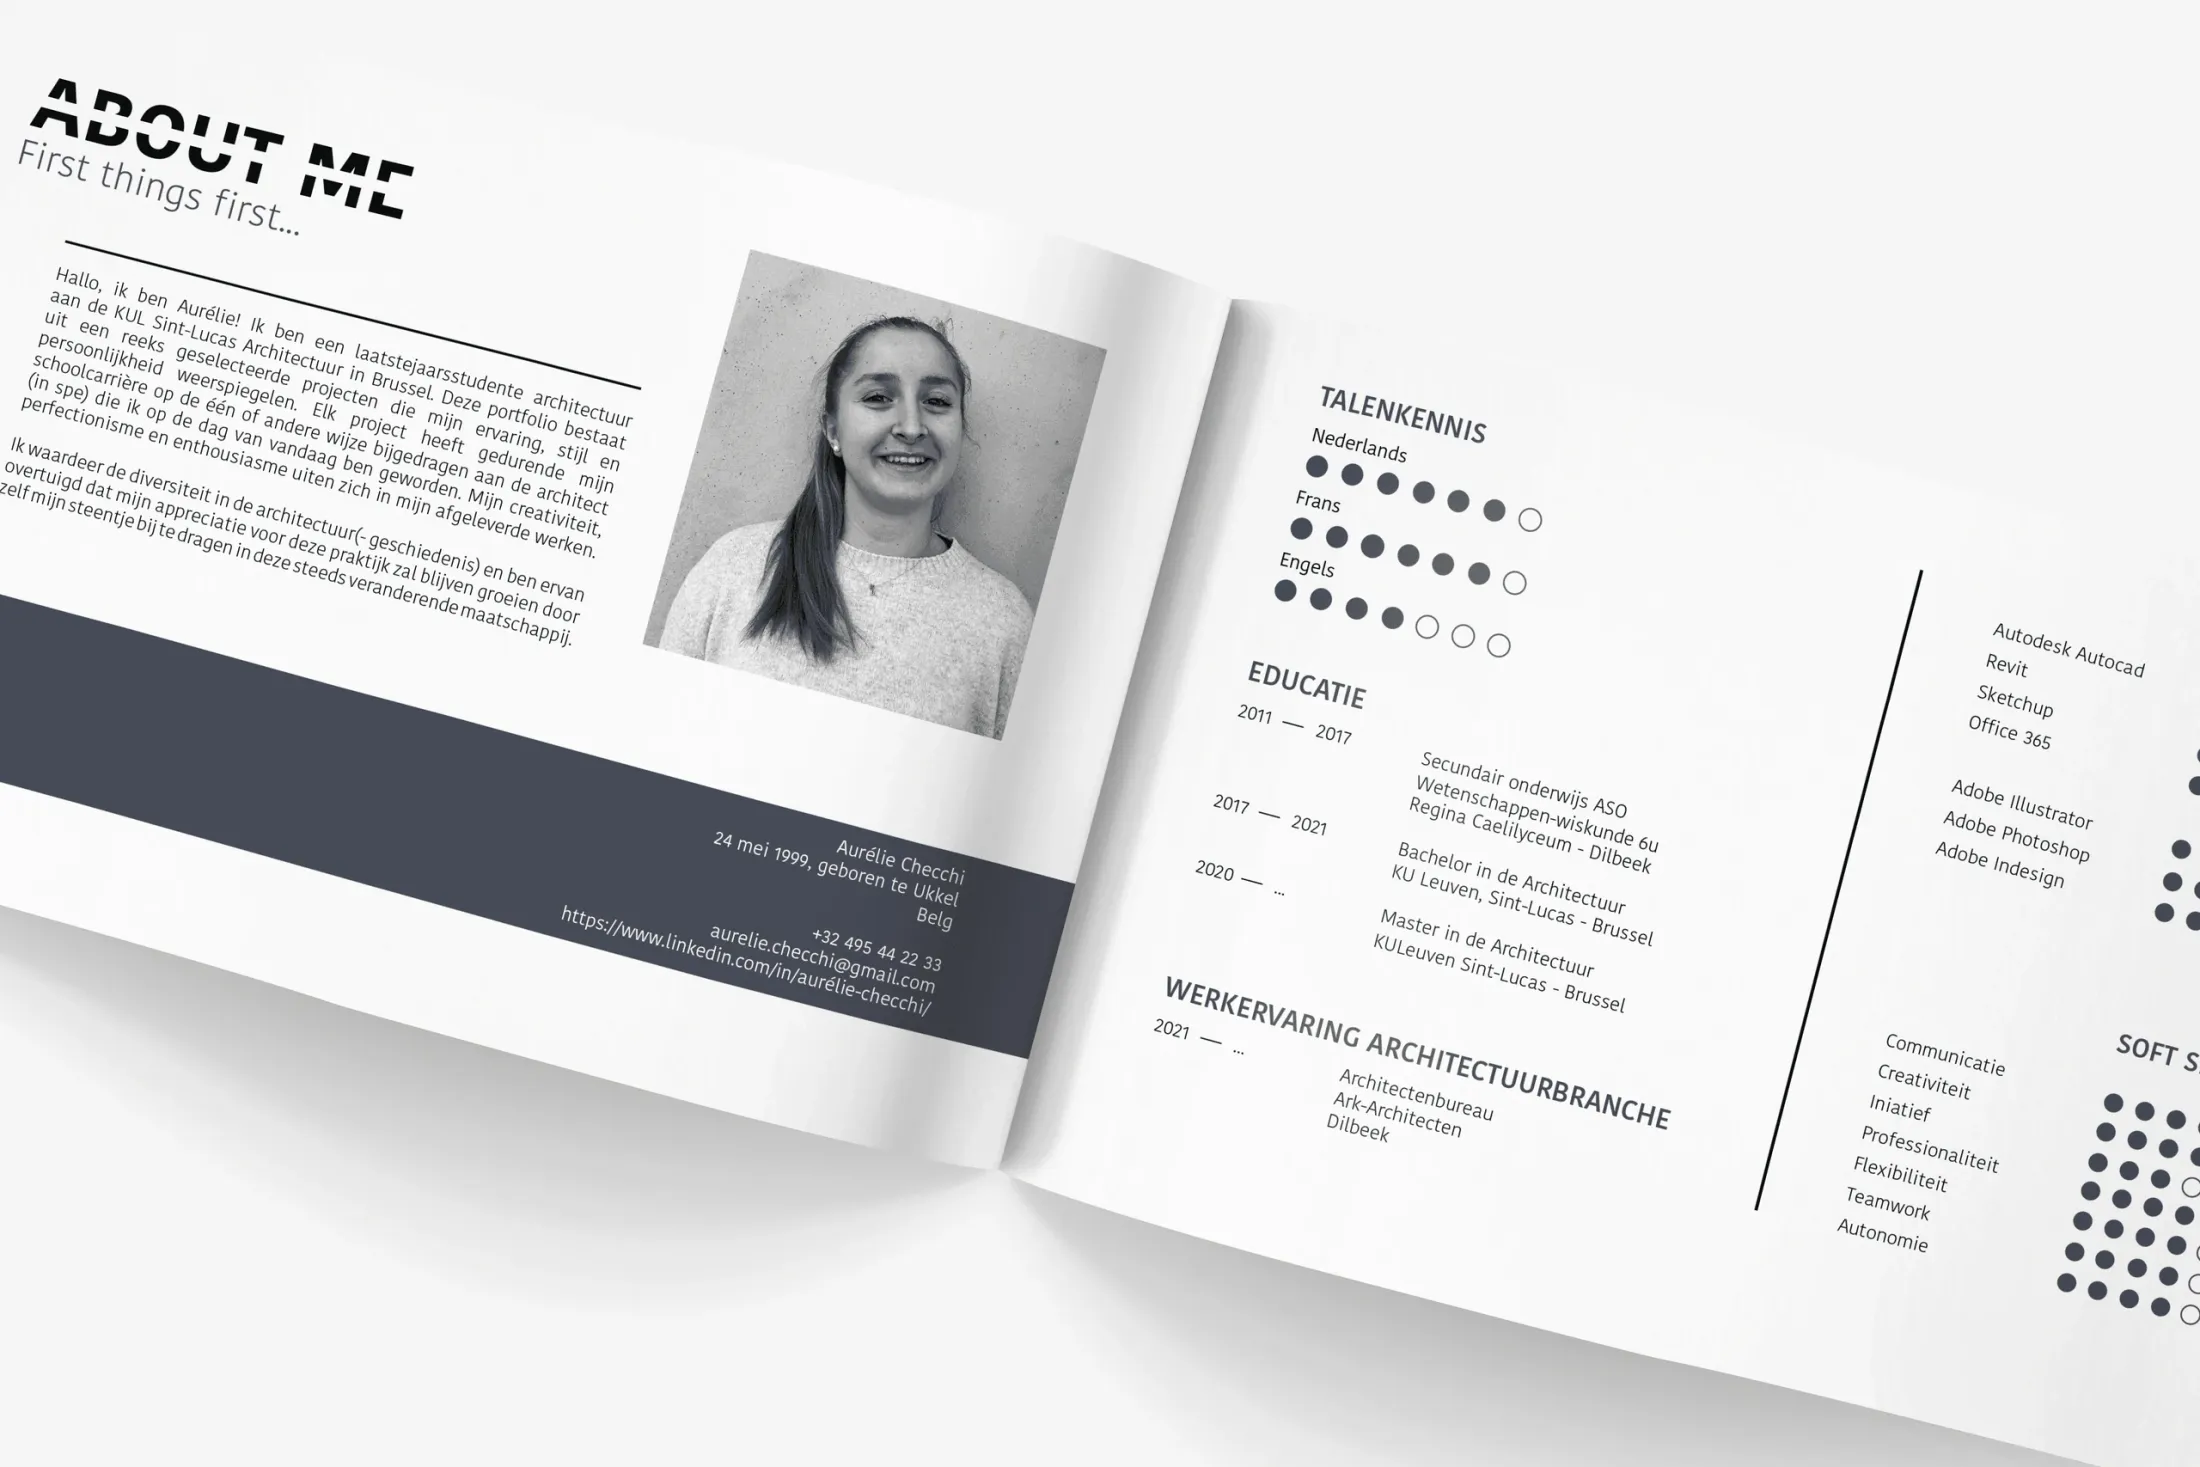 ABOUT ME
First things first...
Hallo, ik ben Aurélie! Ik ben een laatstejaarsstudente architectuur
aan de KUL Sint-Lucas Architectuur in Brussel. Deze portfolio bestaat
uit een reeks geselecteerde projecten die mijn ervaring, stijl en
persoonlijkheid weerspiegelen. Elk project heeft gedurende mijn
schoolcarrière op de één of andere wijze bijgedragen aan de architect
(in spe) die ik op de dag van vandaag ben geworden. Mijn creativiteit,
perfectionisme en enthousiasme uiten zich in mijn afgeleverde werken.
Ik waardeer de diversiteit in de architectuur(- geschiedenis) en ben ervan
overtuigd dat mijn appreciatie voor deze praktijk zal blijven groeien door
zelf mijn steentje bij te dragen in deze steeds veranderende maatschappij.
Aurélie Checchi
24 mei 1999, geboren te Ukkel
Belg
+32 495 44 22 33
aurelie.checchi@gmail.com
https://www.linkedin.com/in/aurélie-checchi/
TALENKENNIS
Nederlands
Frans
Engels
EDUCATIE
2011 — 2017
Secundair onderwijs ASO
Wetenschappen-wiskunde 6u
Regina Caelilyceum - Dilbeek
2017 — 2021
Bachelor in de Architectuur
KU Leuven, Sint-Lucas - Brussel
2020 — ...
Master in de Architectuur
KULeuven Sint-Lucas - Brussel
WERKERVARING ARCHITECTUURBRANCHE
2021 — ...
Architectenbureau
Ark-Architecten
Dilbeek
Autodesk Autocad
Revit
Sketchup
Office 365
Adobe Illustrator
Adobe Photoshop
Adobe Indesign
SOFT S
Communicatie
Creativiteit
Iniatief
Professionaliteit
Flexibiliteit
Teamwork
Autonomie